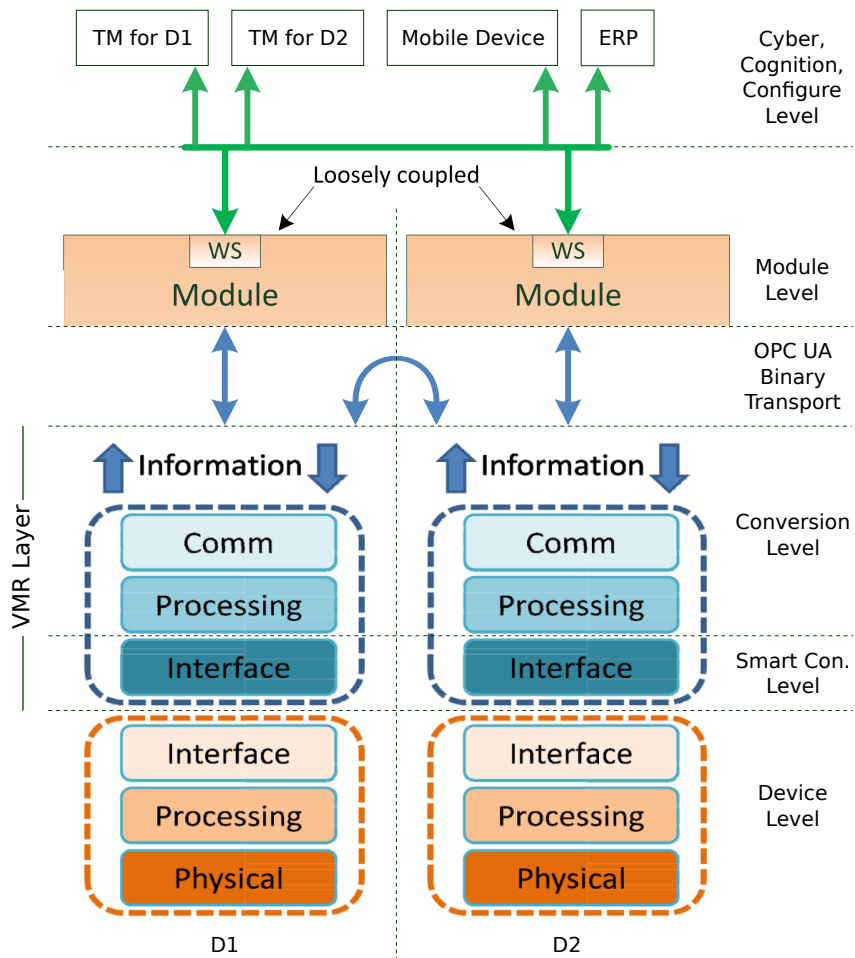 TM for D1
TM for D2
Mobile Device
ERP
Cyber,
Cognition,
Configure
Level
Loosely coupled
WS
Module
WS
Module
Module
Level
OPC UA
Binary
Transport
VMR Layer
Information
Comm
Processing
Interface
Information
Comm
Processing
Interface
Conversion
Level
Smart Con.
Level
Interface
Processing
Physical
Interface
Processing
Physical
Device
Level
D1
D2